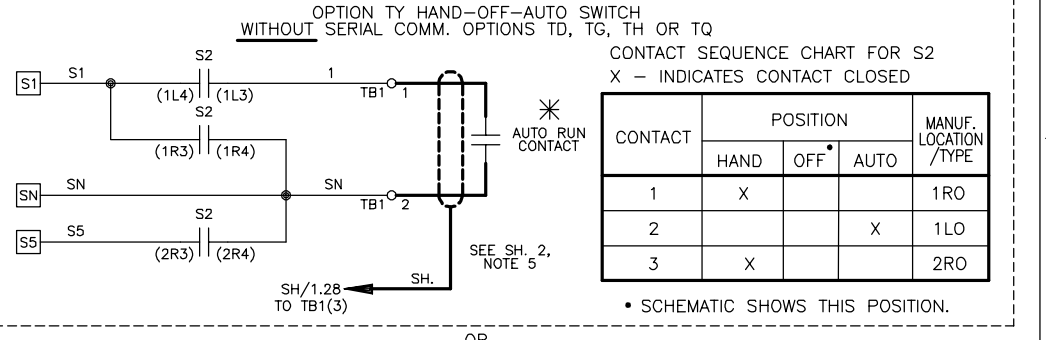 OPTION TY HAND-OFF-AUTO SWITCH
WITHOUT SERIAL COMM. OPTIONS TD, TG, TH OR TQ
S1 S1 S2 (1L4) (1L3) 1 TB1 1
S2 (1R3) (1R4)
AUTO RUN
CONTACT
SN SN SN TB1 2
S5 S5 S2 (2R3) (2R4)
SEE SH. 2,
NOTE 5
SH.
SH/1.28
TO TB1(3)
CONTACT SEQUENCE CHART FOR S2
X - INDICATES CONTACT CLOSED
CONTACT POSITION MANUF. LOCATION /TYPE
HAND OFF• AUTO
1 X 1RO
2 X 1LO
3 X 2RO
• SCHEMATIC SHOWS THIS POSITION.
OR